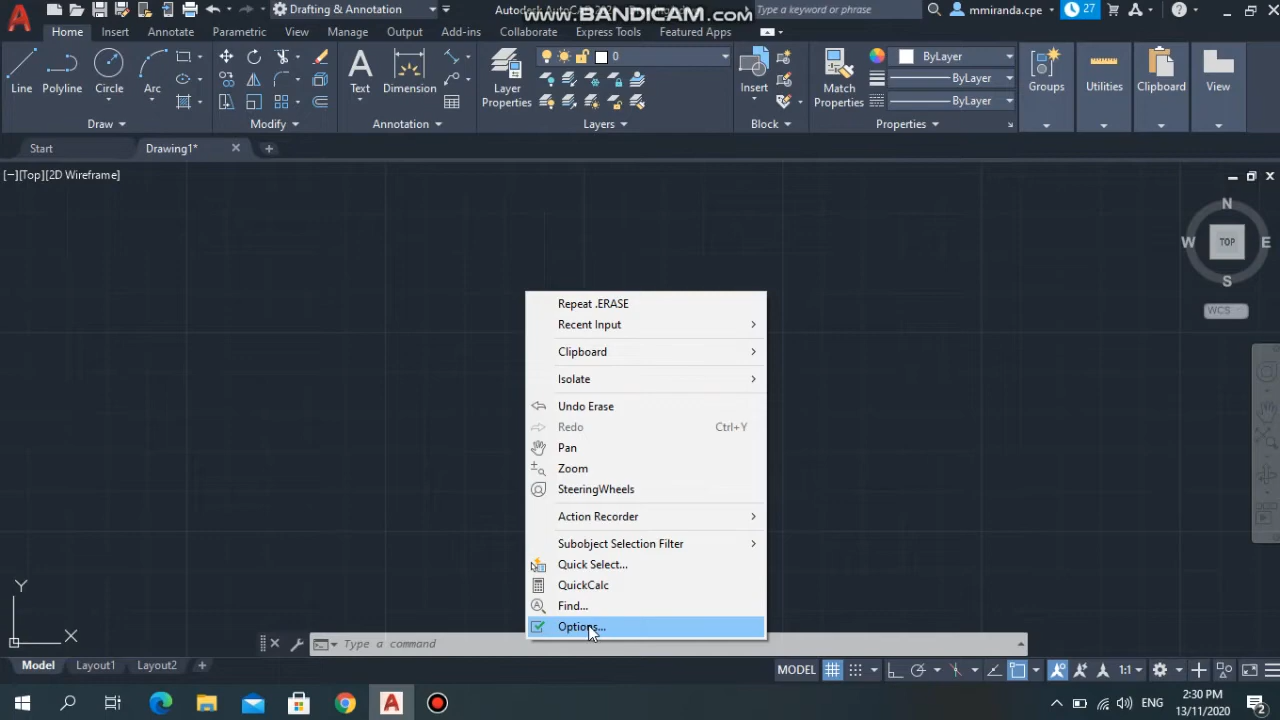 Drafting & Annotation
Autodesk AutoCAD
www.BANDICAM.com
Type a keyword or phrase
mmiranda.cpe
27
Home
Insert
Annotate
Parametric
View
Manage
Output
Add-ins
Collaborate
Express Tools
Featured Apps
Line
Polyline
Circle
Arc
Text
Dimension
Layer
Properties
0
Insert
Match
Properties
ByLayer
ByLayer
ByLayer
Groups
Utilities
Clipboard
View
Draw
Modify
Annotation
Layers
Block
Properties
Start
Drawing1*
[−][Top][2D Wireframe]
N
W
TOP
E
S
WCS
Repeat .ERASE
Recent Input
Clipboard
Isolate
Undo Erase
Redo Ctrl+Y
Pan
Zoom
SteeringWheels
Action Recorder
Subobject Selection Filter
Quick Select...
QuickCalc
Find...
Options...
Y
X
Type a command
Model
Layout1
Layout2
MODEL
1:1
ENG
2:30 PM
13/11/2020
2